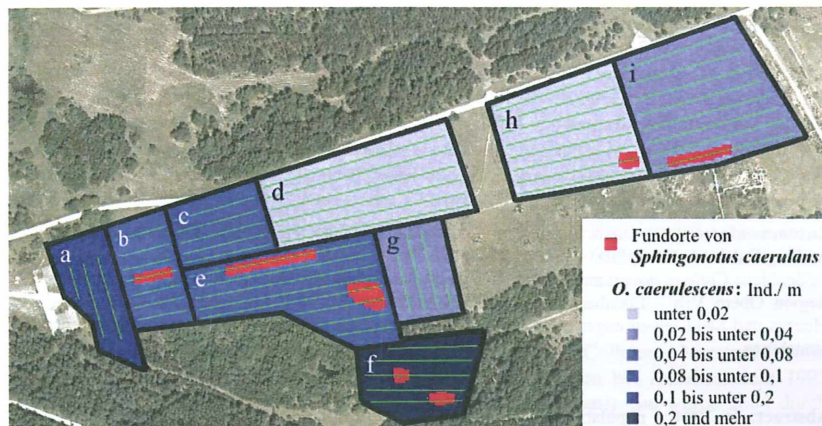 a
b
c
d
e
f
g
h
i
Fundorte von
Sphingonotus caerulans
O. caerulescens: Ind./ m
unter 0,02
0,02 bis unter 0,04
0,04 bis unter 0,08
0,08 bis unter 0,1
0,1 bis unter 0,2
0,2 und mehr